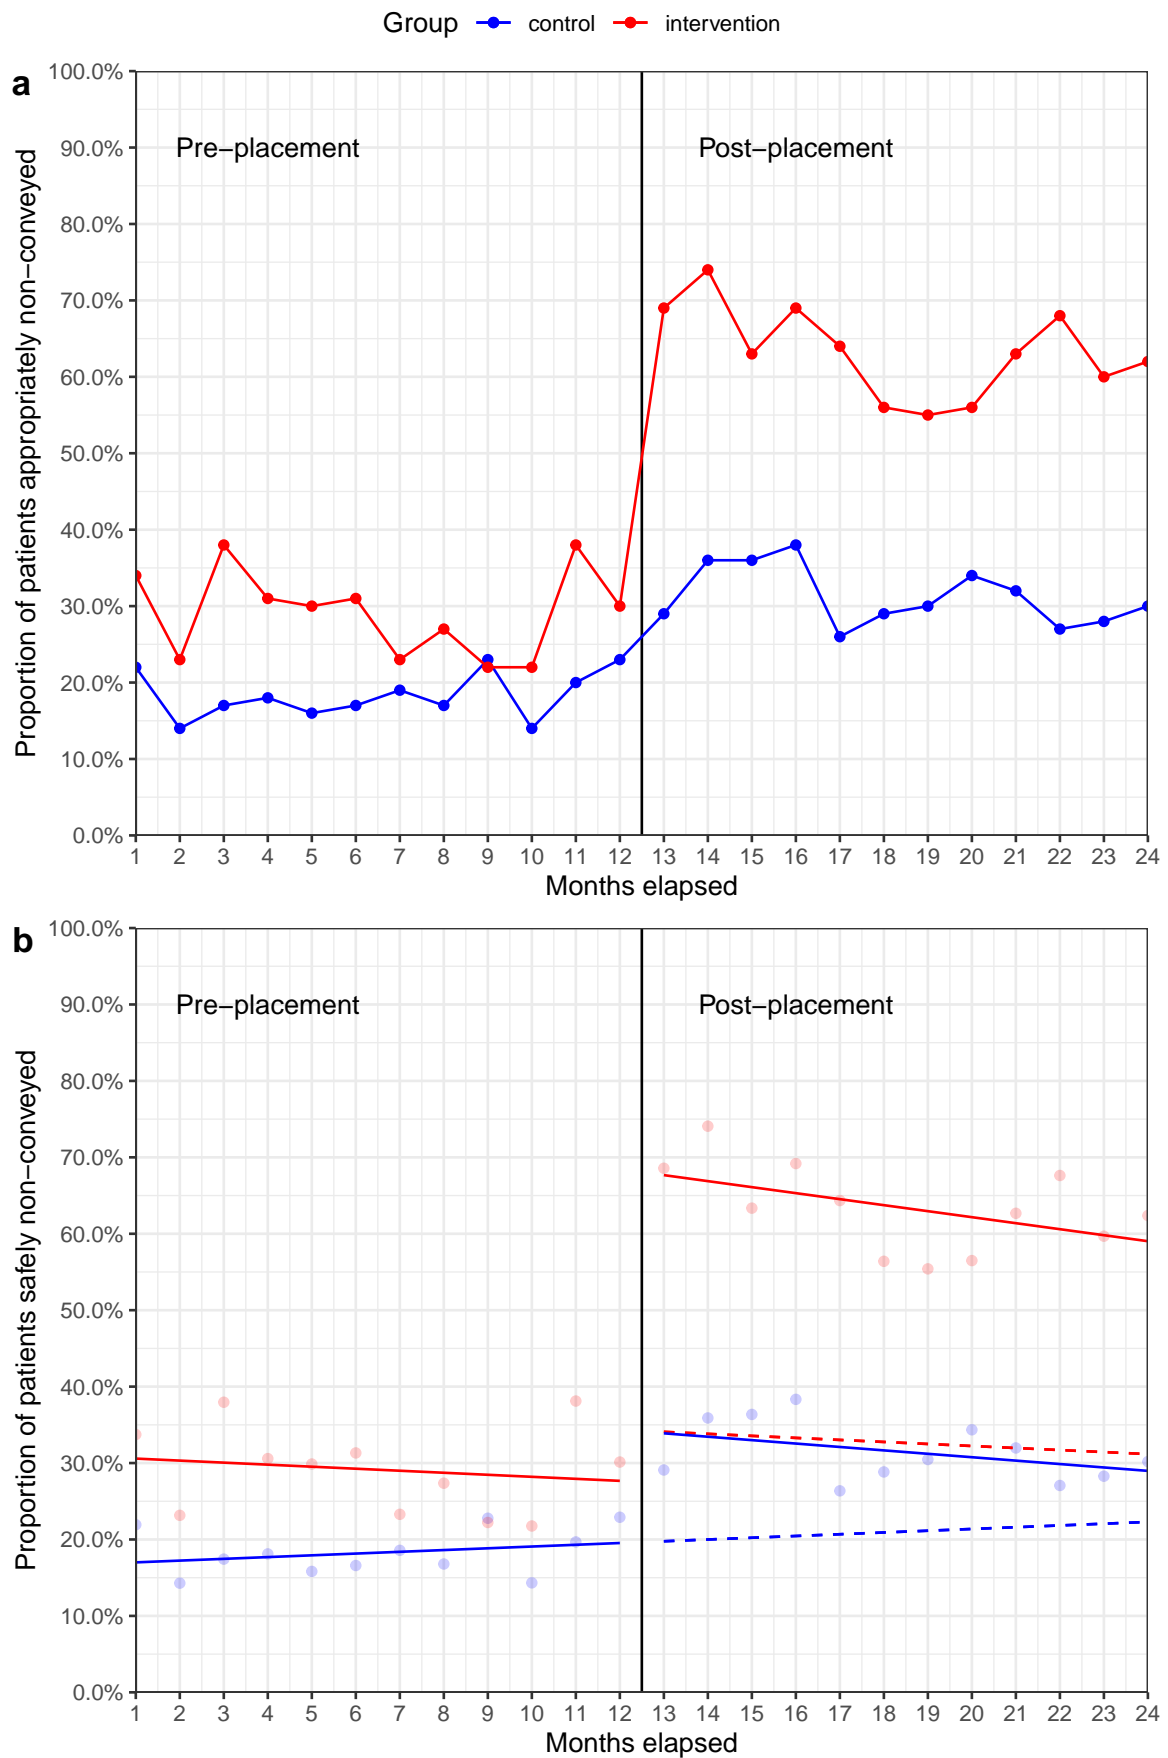 Group control intervention
a
Proportion of patients appropriately non−conveyed
100.0%
90.0%
80.0%
70.0%
60.0%
50.0%
40.0%
30.0%
20.0%
10.0%
0.0%
Pre−placement
Post−placement
1 2 3 4 5 6 7 8 9 10 11 12 13 14 15 16 17 18 19 20 21 22 23 24
Months elapsed
b
Proportion of patients safely non−conveyed
100.0%
90.0%
80.0%
70.0%
60.0%
50.0%
40.0%
30.0%
20.0%
10.0%
0.0%
Pre−placement
Post−placement
1 2 3 4 5 6 7 8 9 10 11 12 13 14 15 16 17 18 19 20 21 22 23 24
Months elapsed